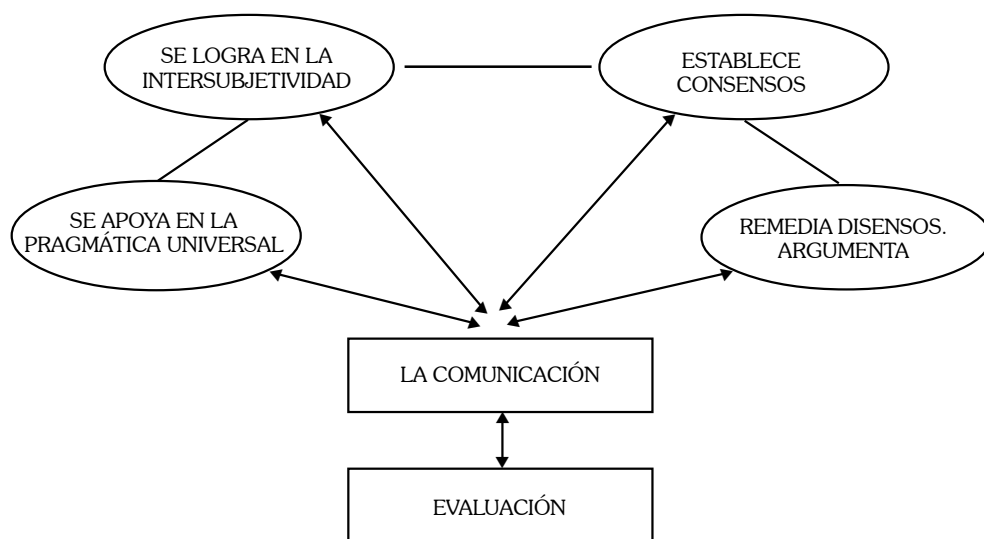 SE LOGRA EN LA
INTERSUBJETIVIDAD
ESTABLECE
CONSENSOS
SE APOYA EN LA
PRAGMÁTICA UNIVERSAL
REMEDIA DISENSOS.
ARGUMENTA
LA COMUNICACIÓN
EVALUACIÓN